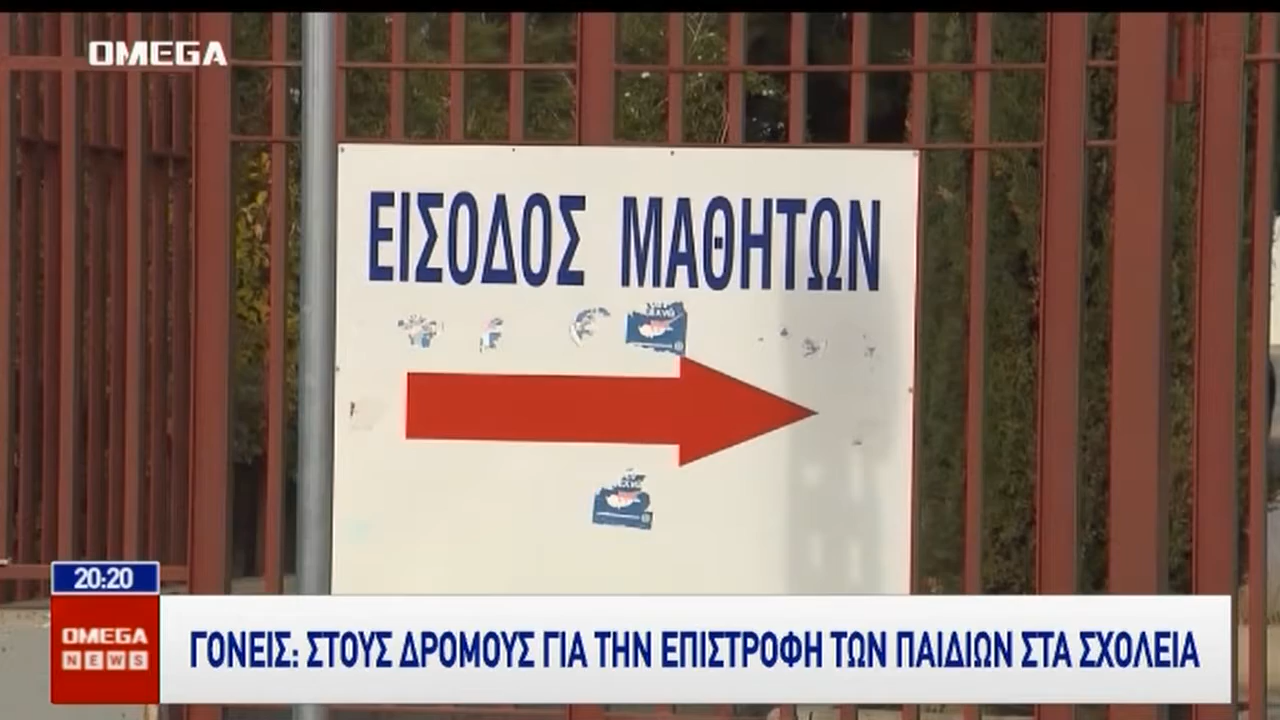 OMEGA
ΕΙΣΟΔΟΣ ΜΑΘΗΤΩΝ
20:20
OMEGA
NEWS
ΓΟΝΕΙΣ: ΣΤΟΥΣ ΔΡΟΜΟΥΣ ΓΙΑ ΤΗΝ ΕΠΙΣΤΡΟΦΗ ΤΩΝ ΠΑΙΔΙΩΝ ΣΤΑ ΣΧΟΛΕΙΑ